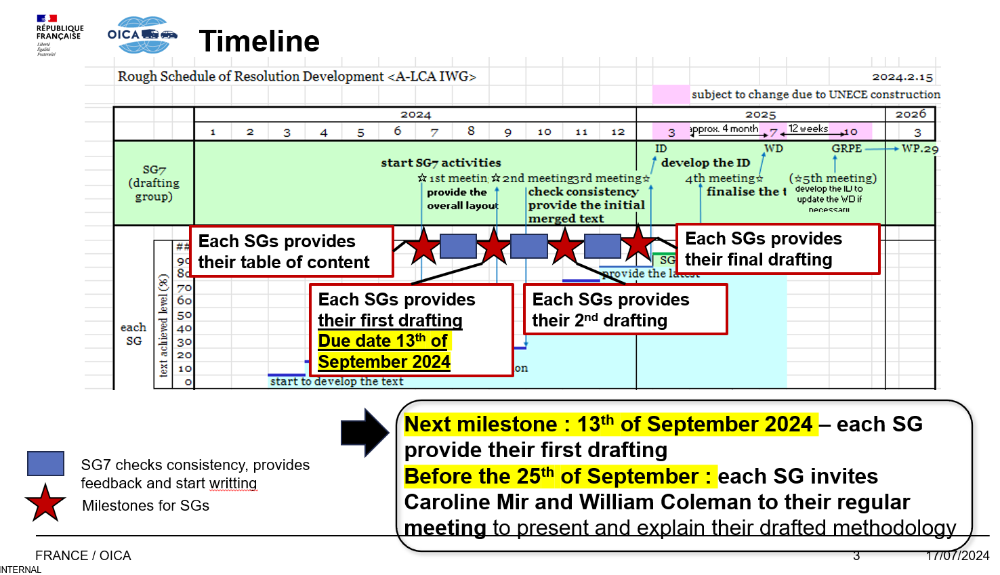 RÉPUBLIQUE
FRANÇAISE
Liberté
Égalité
Fraternité
OICA
Timeline
Rough Schedule of Resolution Development <A-LCA IWG>
2024.2.15
subject to change due to UNECE construction
2024 2025 2026
1 2 3 4 5 6 7 8 9 10 11 12 3 approx. 4 month 7 12 weeks 10 3
ID WD GRPE WP.29
start SG7 activities develop the ID
SG7
(drafting
group)
☆1st meetin ☆2nd meeting 3rd meeting☆ 4th meeting☆ (☆5th meeting)
provide the
overall layout
check consistency
provide the initial
merged text
finalise the t
develop the ID to
update the WD if
necessary
Each SGs provides
their table of content
Each SGs provides
their final drafting
each
SG
text achieved level (%)
##
90
80
70
60
50
40
30
20
10
0
SG
provide the latest
Each SGs provides
their first drafting
Due date 13th of
September 2024
Each SGs provides
their 2nd drafting
on
start to develop the text
Next milestone : 13th of September 2024 – each SG
provide their first drafting
Before the 25th of September : each SG invites
Caroline Mir and William Coleman to their regular
meeting to present and explain their drafted methodology
SG7 checks consistency, provides
feedback and start writting
Milestones for SGs
FRANCE / OICA
3
17/07/2024
INTERNAL